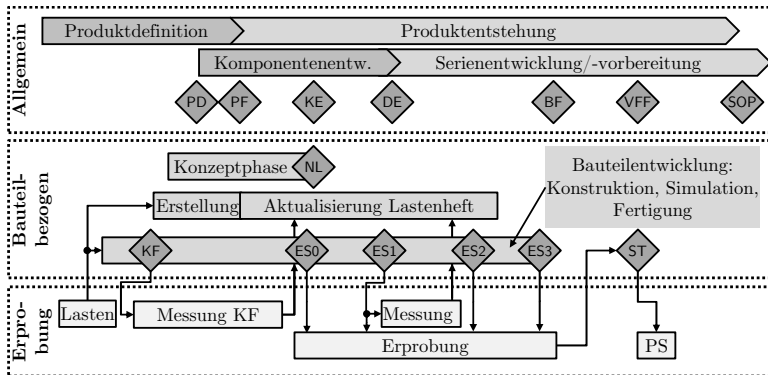 Allgemein
Produktdefinition
Produktentstehung
Komponentenentw.
Serienentwicklung/-vorbereitung
PD
PF
KE
DE
BF
VFF
SOP
Bauteil-
bezogen
Konzeptphase
NL
Bauteilentwicklung:
Konstruktion, Simulation,
Fertigung
Erstellung
Aktualisierung Lastenheft
KF
ES0
ES1
ES2
ES3
ST
Erpro-
bung
Lasten
Messung KF
Messung
Erprobung
PS